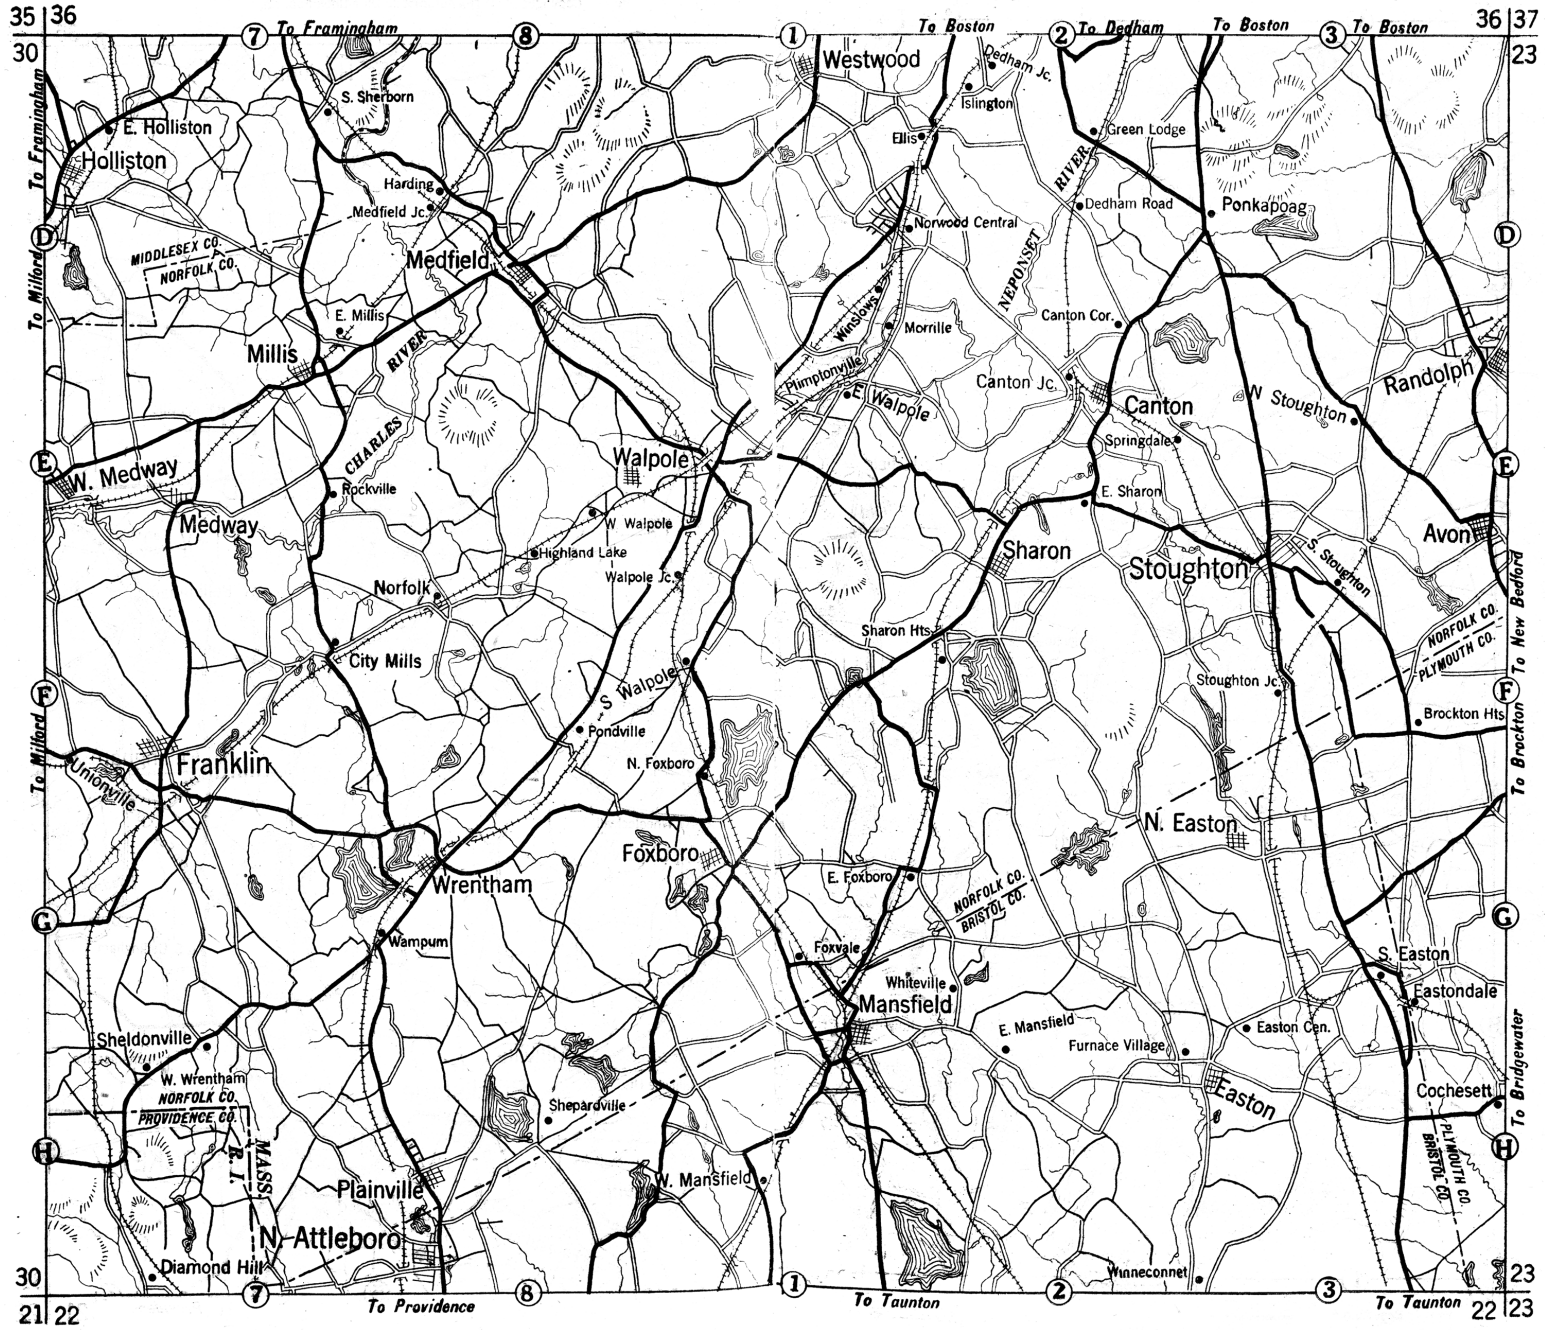 35 36
7
To Framingham
8
1
To Boston
2
To Dedham
To Boston
3
To Boston
36 37
30
23
To Framingham
Westwood
Dedham Jc.
Islington
S. Sherborn
E. Holliston
Holliston
Ellis
Green Lodge
RIVER
Harding
Medfield Jc.
Dedham Road
Ponkapoag
Norwood Central
D
D
MIDDLESEX CO.
NORFOLK CO.
Medfield
NEPONSET
To Milford
E. Millis
Winslows
Morrille
Canton Cor.
Millis
RIVER
Plimptonville
E. Walpole
Canton Jc.
Canton
N Stoughton
Randolph
CHARLES
Springdale
E
W. Medway
Walpole
E
Rockville
E. Sharon
Medway
W Walpole
Avon
Highland Lake
Sharon
Stoughton
S. Stoughton
Walpole Jc.
Norfolk
NORFOLK CO.
PLYMOUTH CO.
To New Bedford
Sharon Hts.
City Mills
S Walpole
Stoughton Jc.
F
F
Brockton Hts
To Milford
Pondville
To Brockton
Unionville
Franklin
N. Foxboro
N. Easton
Foxboro
E. Foxboro
Wrentham
NORFOLK CO.
BRISTOL CO.
G
G
Wampum
Foxvale
S. Easton
Whiteville
Eastondale
Mansfield
E. Mansfield
Easton Cen.
Sheldonville
Furnace Village
W. Wrentham
NORFOLK CO.
PROVIDENCE CO.
Shepardville
Easton
Cochesett
To Bridgewater
H
MASS.
R. I.
PLYMOUTH CO.
BRISTOL CO.
H
Plainville
W. Mansfield
N. Attleboro
Diamond Hill
Winneconnet
30
23
7
8
1
2
3
21 22
To Providence
To Taunton
To Taunton
22 23